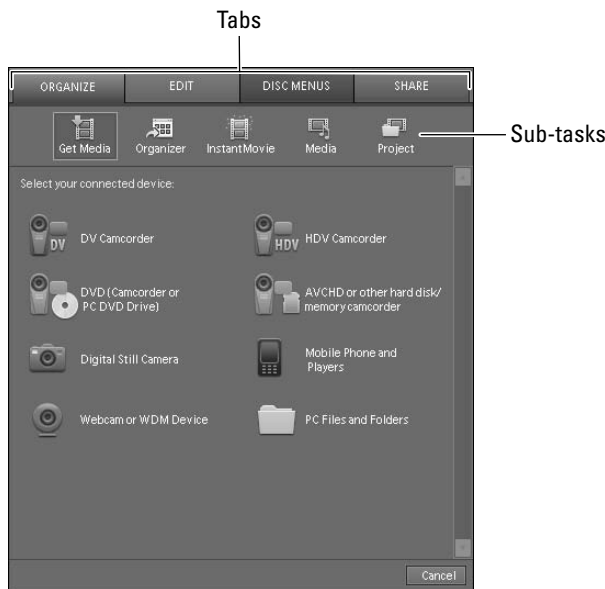 Tabs
ORGANIZE EDIT DISC MENUS SHARE
Get Media Organizer InstantMovie Media Project
Sub-tasks
Select your connected device:
DV DV Camcorder
HDV HDV Camcorder
DVD (Camcorder or
PC DVD Drive)
AVCHD or other hard disk/
memory camcorder
Digital Still Camera
Mobile Phone and
Players
Webcam or WDM Device
PC Files and Folders
Cancel